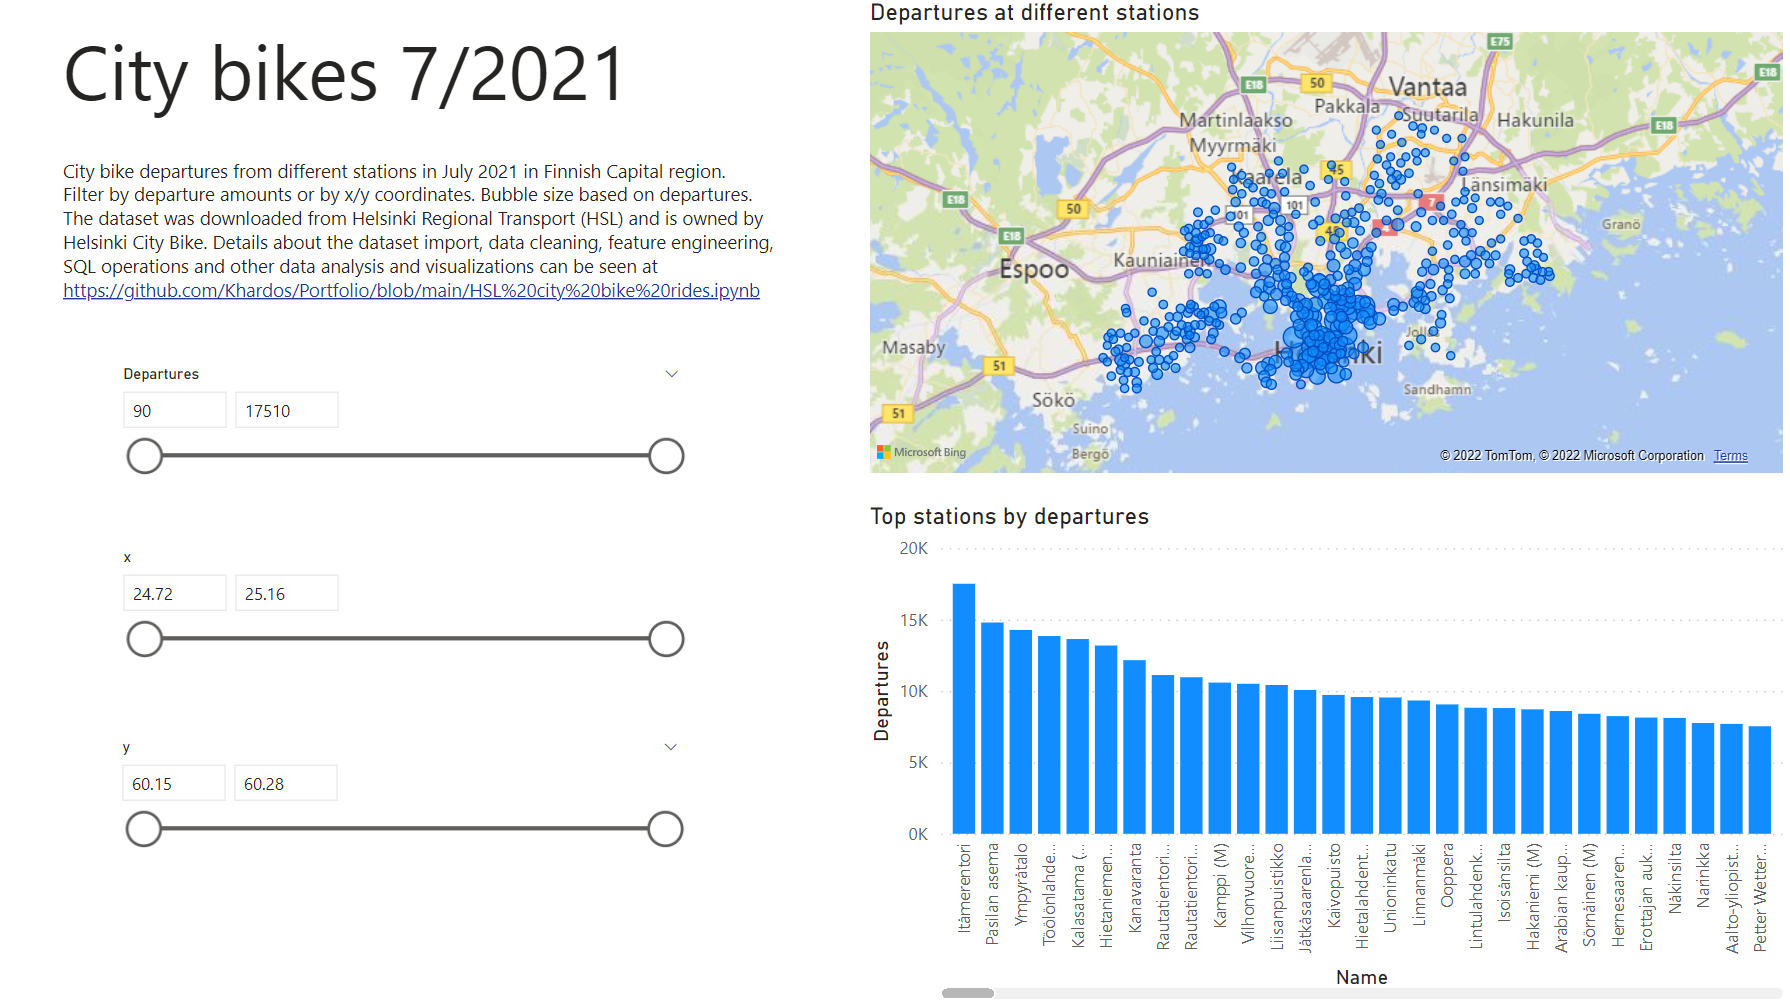 City bikes 7/2021
City bike departures from different stations in July 2021 in Finnish Capital region.
Filter by departure amounts or by x/y coordinates. Bubble size based on departures.
The dataset was downloaded from Helsinki Regional Transport (HSL) and is owned by
Helsinki City Bike. Details about the dataset import, data cleaning, feature engineering,
SQL operations and other data analysis and visualizations can be seen at
https://github.com/Khardos/Portfolio/blob/main/HSL%20city%20bike%20rides.ipynb
Departures
90 17510
x
24.72 25.16
y
60.15 60.28
Departures at different stations
E75
E18
E18
50
Vantaa
Pakkala
Suutarila
Martinlaakso
Hakunila
E18
Myyrmäki
45
Länsimäki
E18
50
101
101
7
45
Granö
E18
Kauniainen
Espoo
Masaby
51
Sökö
Sandhamn
51
Suino
Bergö
Microsoft Bing
© 2022 TomTom, © 2022 Microsoft Corporation Terms
Top stations by departures
20K
15K
10K
5K
0K
Departures
Itämerentori
Pasilan asema
Ympyrätalo
Töölönlahde...
Kalasatama (...
Hietaniemen...
Kanavaranta
Rautatientori...
Rautatientori...
Kamppi (M)
Vilhonvuore...
Liisanpuistikko
Jätkäsaarenla...
Kaivopuisto
Hietalahdent...
Unioninkatu
Linnanmäki
Ooppera
Lintulahdenk...
Isoisänsilta
Hakaniemi (M)
Arabian kaup...
Sörnäinen (M)
Hernesaaren...
Erottajan auk...
Näkinsilta
Narinkka
Aalto-yliopist...
Petter Wetter...
Name